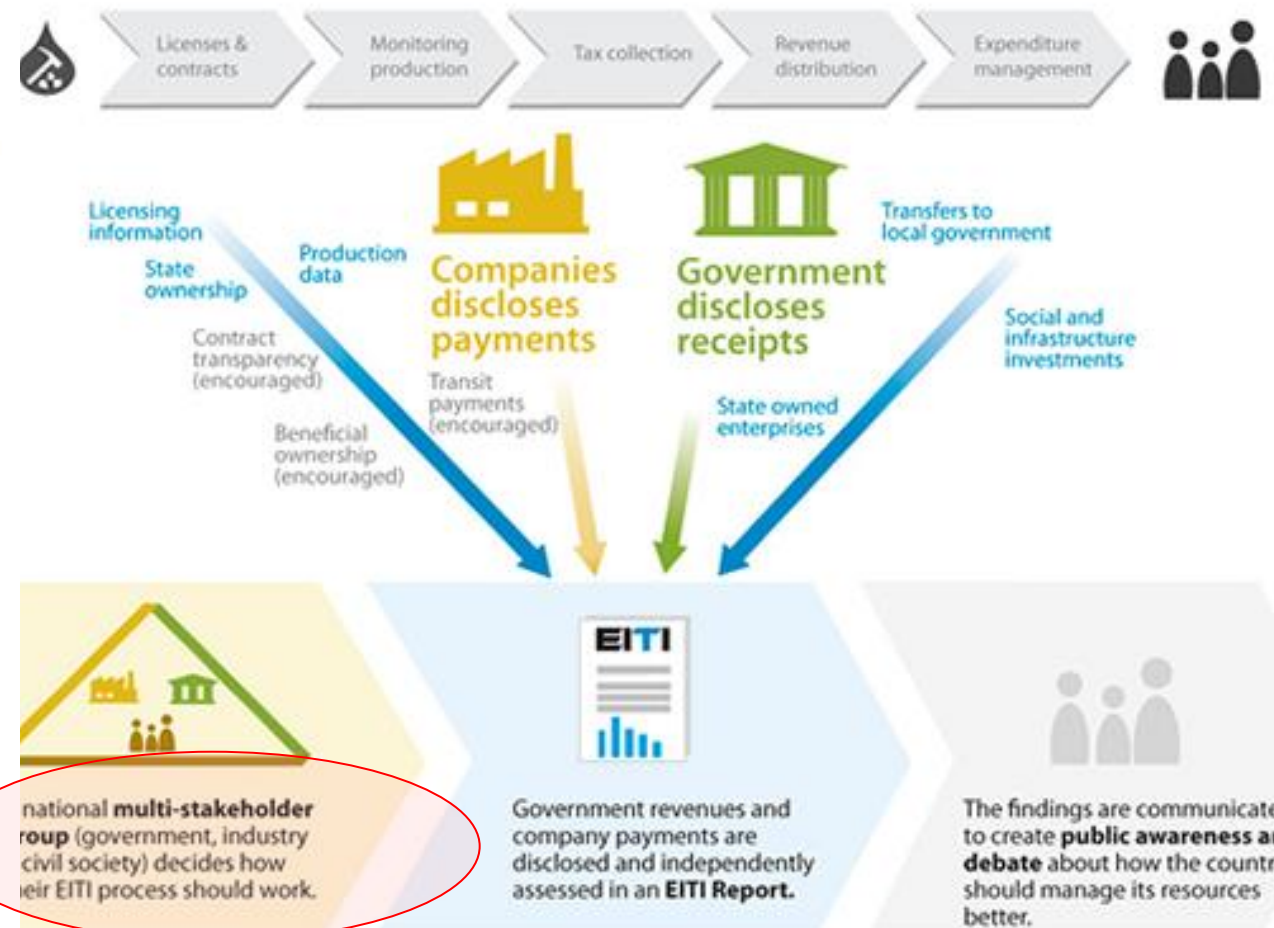 Licenses &
contracts
Monitoring
production
Tax collection
Revenue
distribution
Expenditure
management
Licensing
information
State
ownership
Production
data
Contract
transparency
(encouraged)
Beneficial
ownership
(encouraged)
Companies
discloses
payments
Transit
payments
(encouraged)
Government
discloses
receipts
State owned
enterprises
Transfers to
local government
Social and
infrastructure
investments
EITI
national multi-stakeholder
roup (government, industry
civil society) decides how
eir EITI process should work.
Government revenues and
company payments are
disclosed and independently
assessed in an EITI Report.
The findings are communicate
to create public awareness a
debate about how the countr
should manage its resources
better.